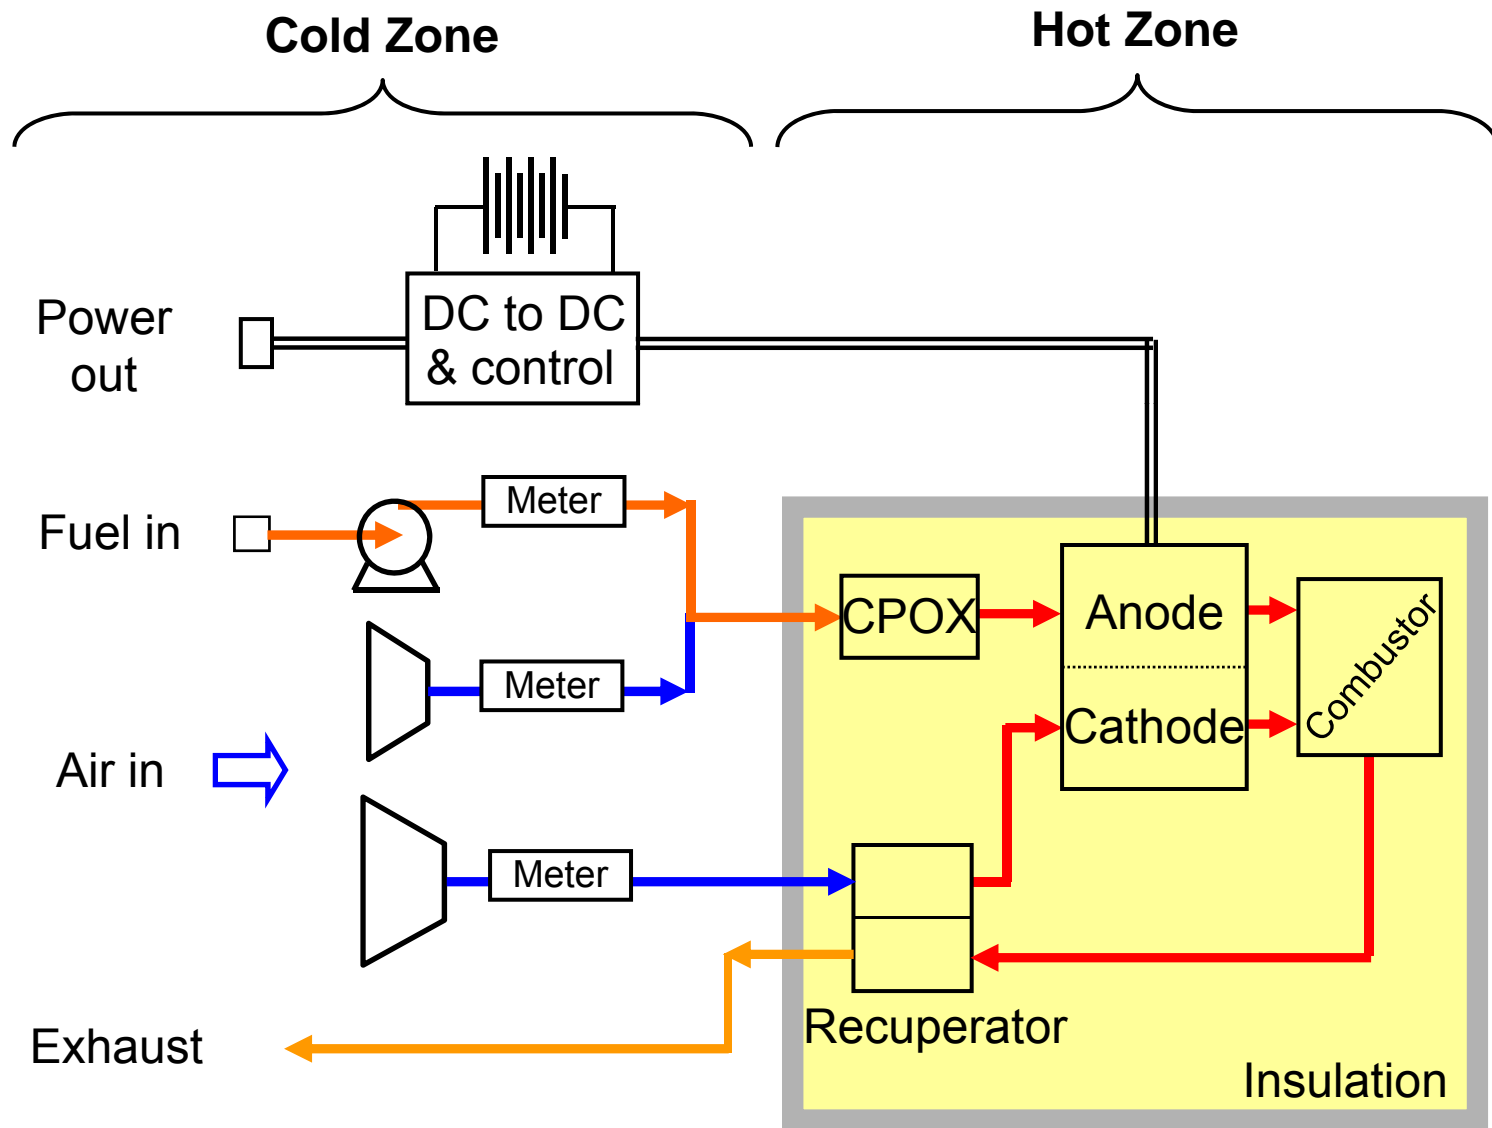 Cold Zone
Hot Zone
Power
out
DC to DC
& control
Fuel in
Meter
CPOX
Anode
Combustor
Meter
Cathode
Air in
Meter
Recuperator
Exhaust
Insulation